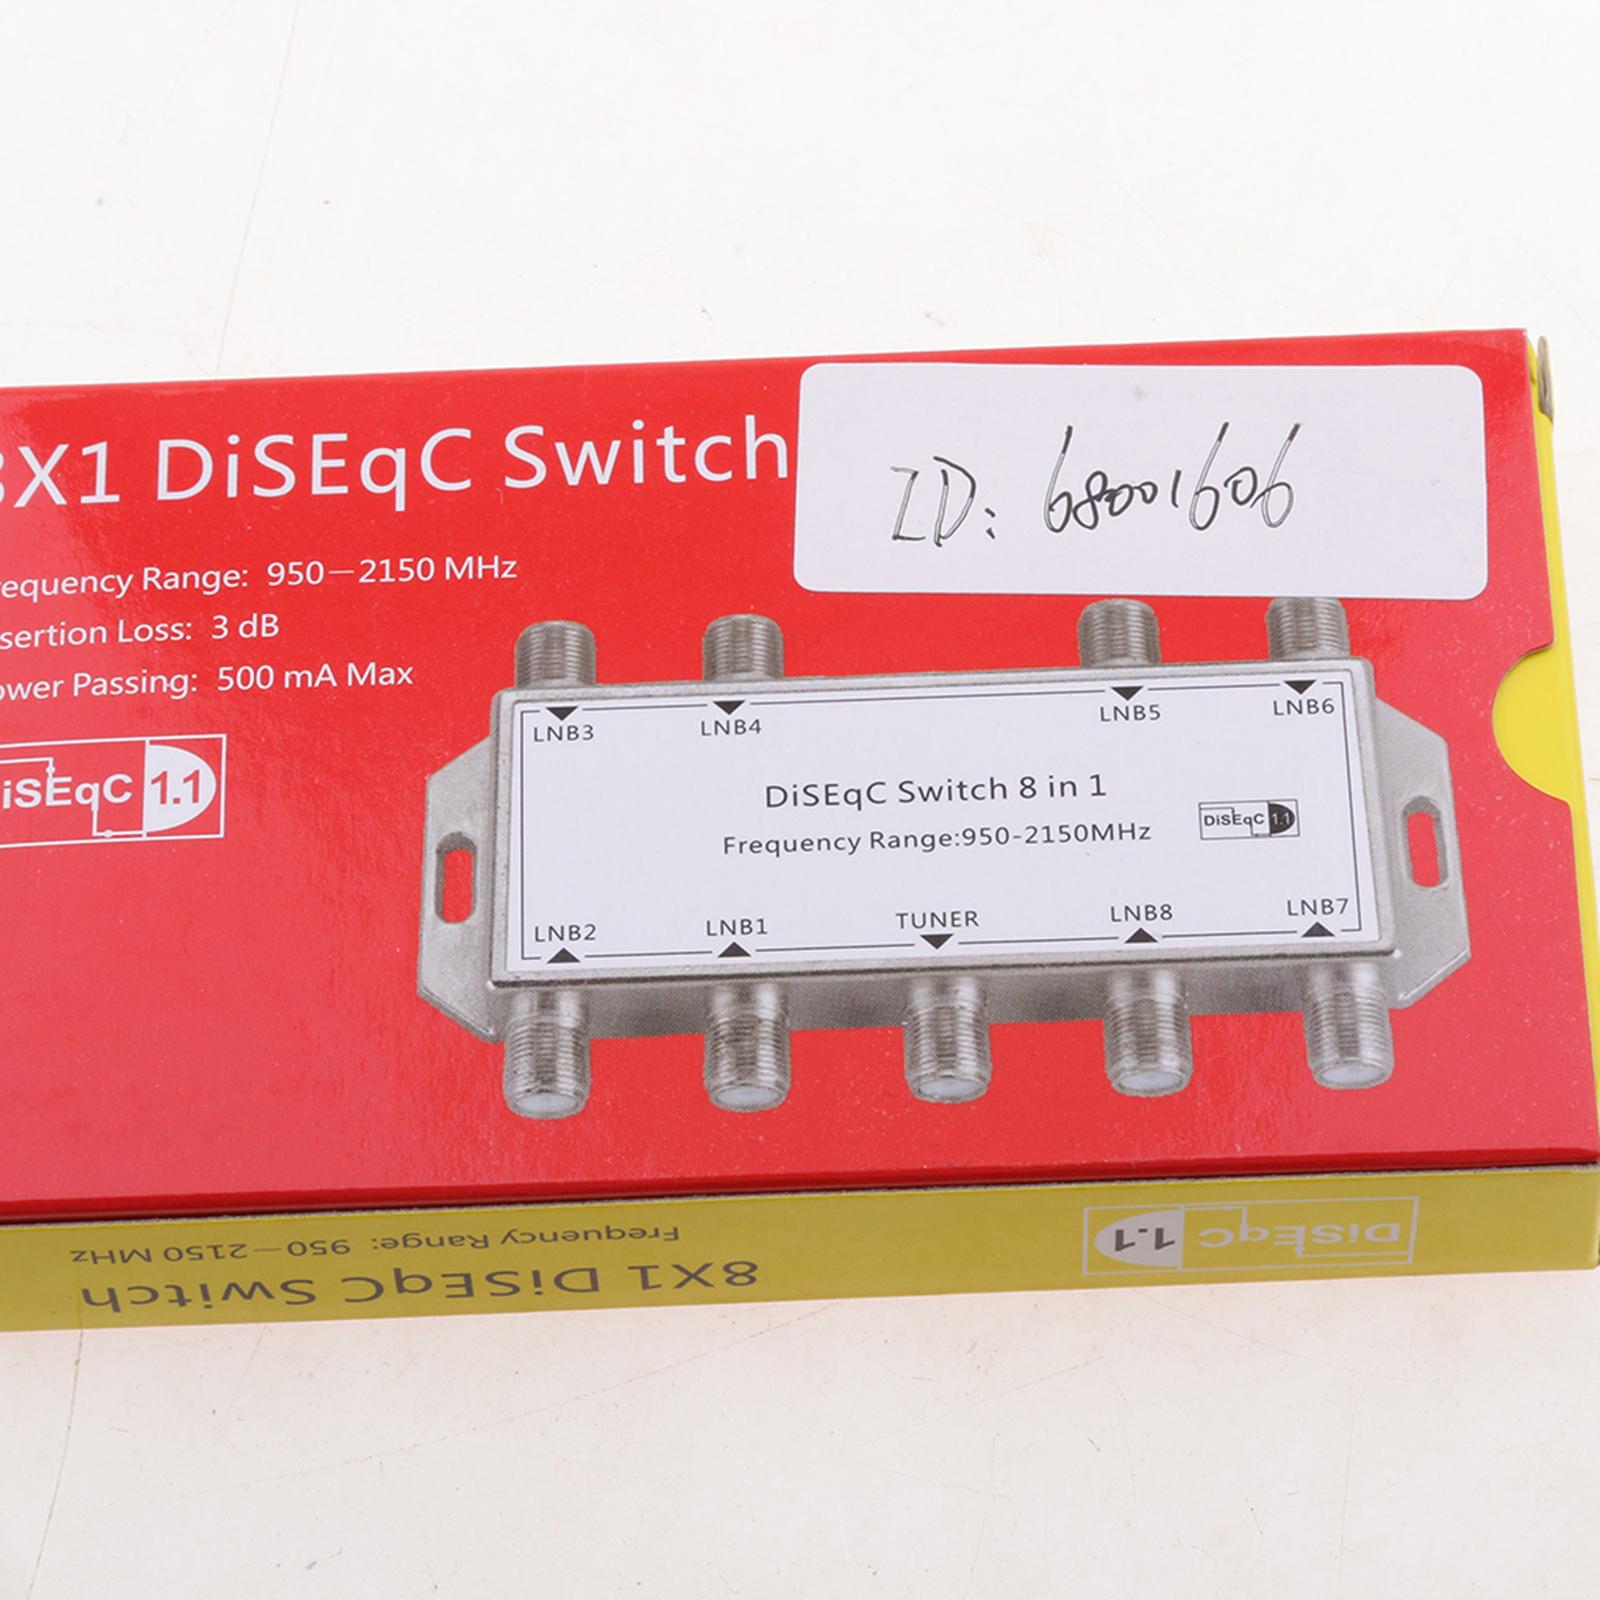 8X1 DiSEqC Switch
ID: 68001606
equency Range: 950—2150 MHz
sertion Loss: 3 dB
ower Passing: 500 mA Max
iSEqC 1.1
LNB3 LNB4 LNB5 LNB6
DiSEqC Switch 8 in 1
Frequency Range:950-2150MHz
DiSEqC 1.1
LNB2 LNB1 TUNER LNB8 LNB7
DiSEqC 1.1
8X1 DiSEqC Switch
Frequency Range: 950—2150 MHz